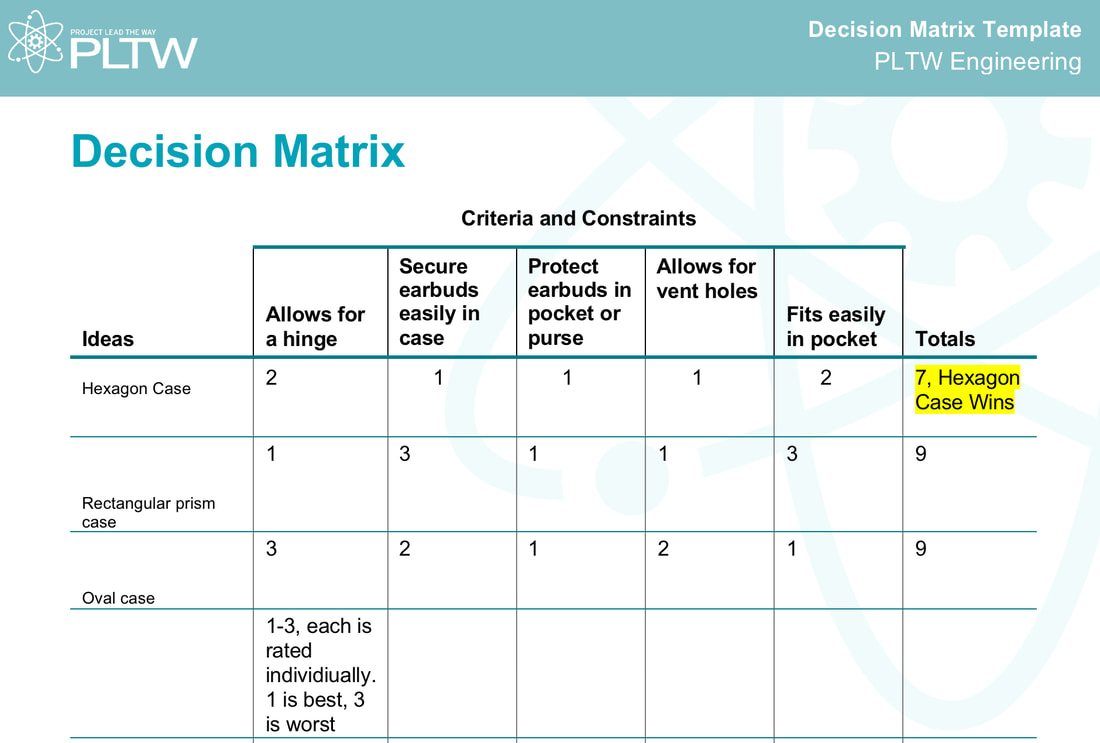 PROJECT LEAD THE WAY
PLTW
Decision Matrix Template
PLTW Engineering
Decision Matrix
Criteria and Constraints
Ideas
Allows for
a hinge
Secure
earbuds
easily in
case
Protect
earbuds in
pocket or
purse
Allows for
vent holes
Fits easily
in pocket
Totals
Hexagon Case
2
1
1
1
2
7, Hexagon
Case Wins
Rectangular prism
case
1
3
1
1
3
9
Oval case
3
2
1
2
1
9
1-3, each is
rated
individiually.
1 is best, 3
is worst